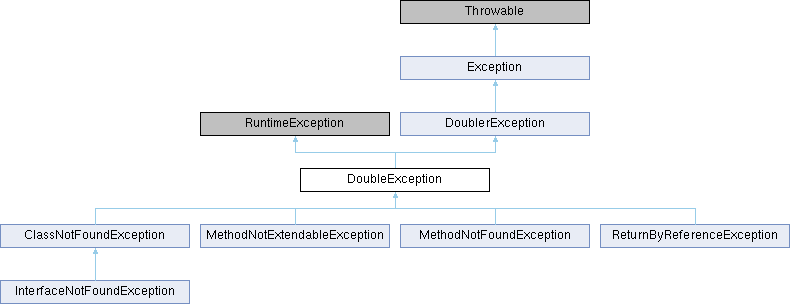 Throwable
Exception
RuntimeException
DoublerException
DoubleException
ClassNotFoundException
MethodNotExtendableException
MethodNotFoundException
ReturnByReferenceException
InterfaceNotFoundException